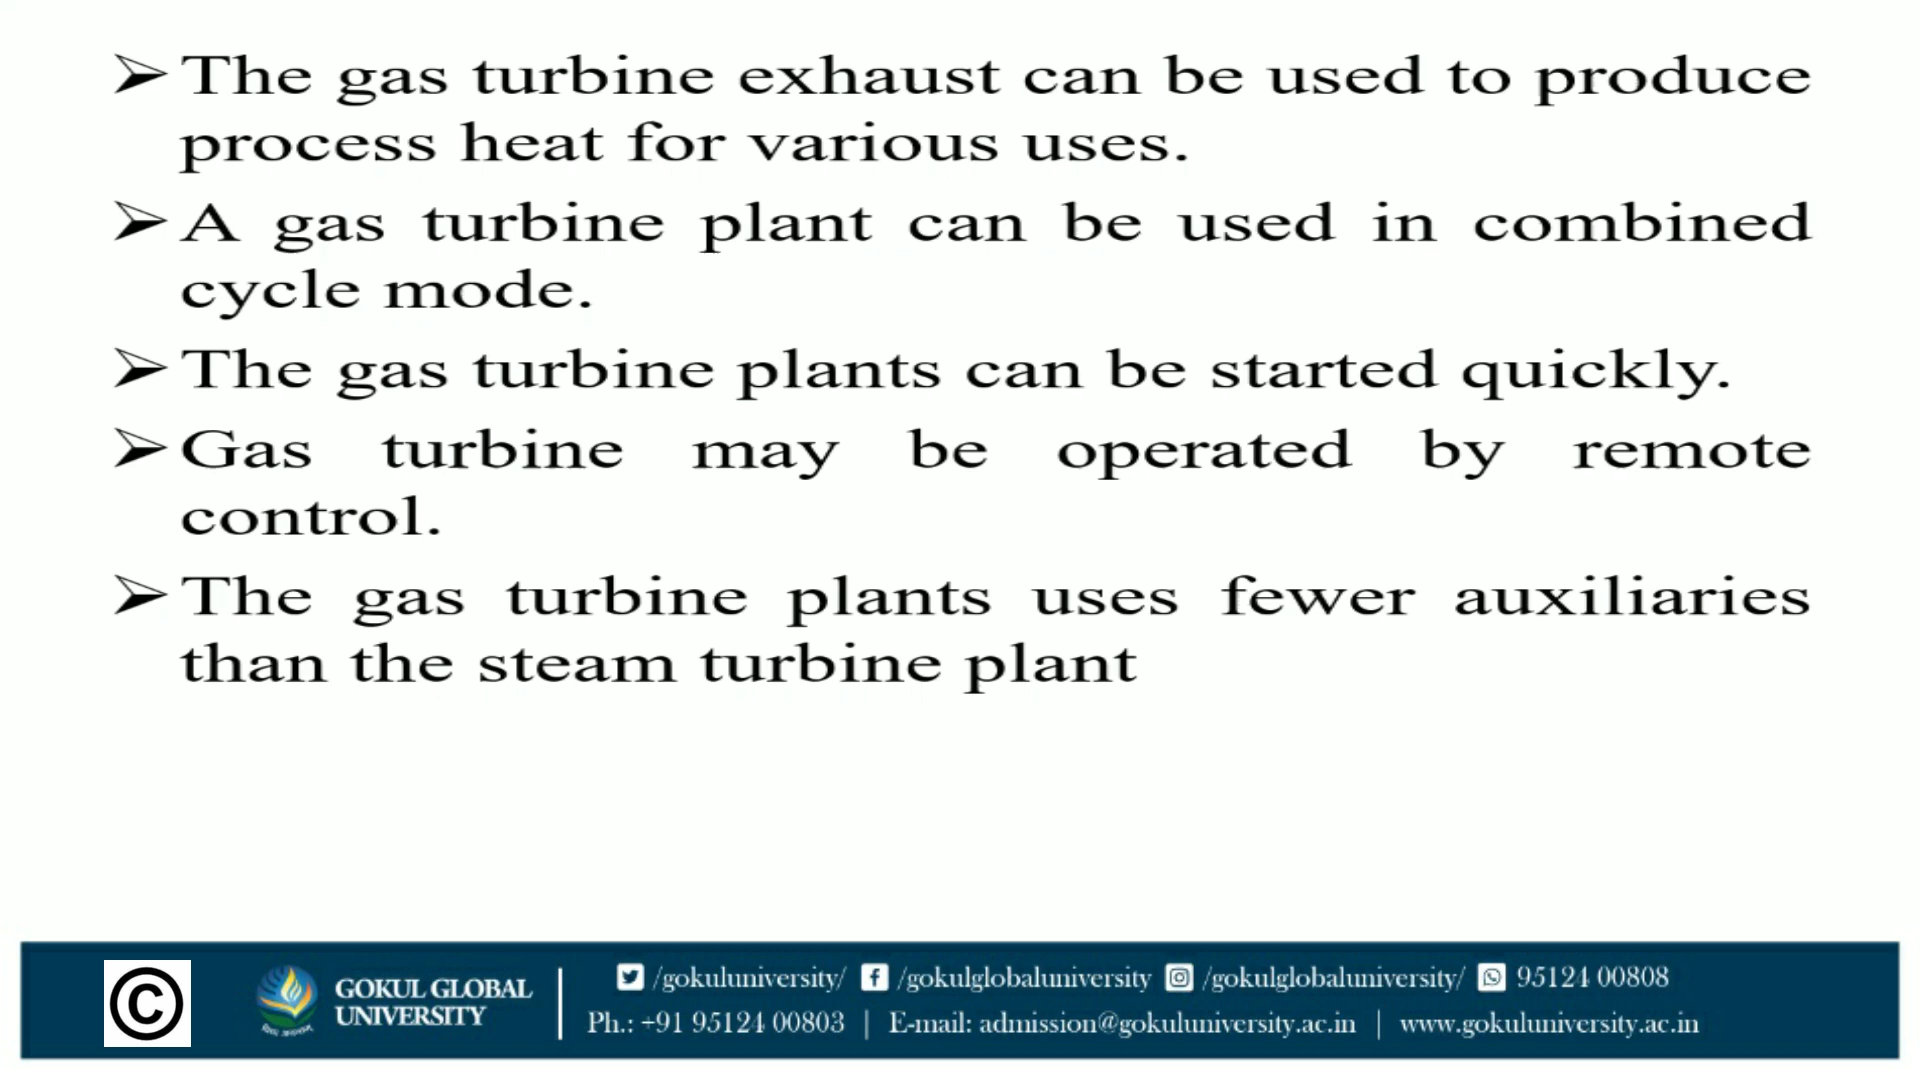 ➢ The gas turbine exhaust can be used to produce
process heat for various uses.
➢ A gas turbine plant can be used in combined
cycle mode.
➢ The gas turbine plants can be started quickly.
➢ Gas turbine may be operated by remote
control.
➢ The gas turbine plants uses fewer auxiliaries
than the steam turbine plant
©
GOKUL GLOBAL
UNIVERSITY
/gokuluniversity/ /gokulglobaluniversity /gokulglobaluniversity/ 95124 00808
Ph.: +91 95124 00803 | E-mail: admission@gokuluniversity.ac.in | www.gokuluniversity.ac.in